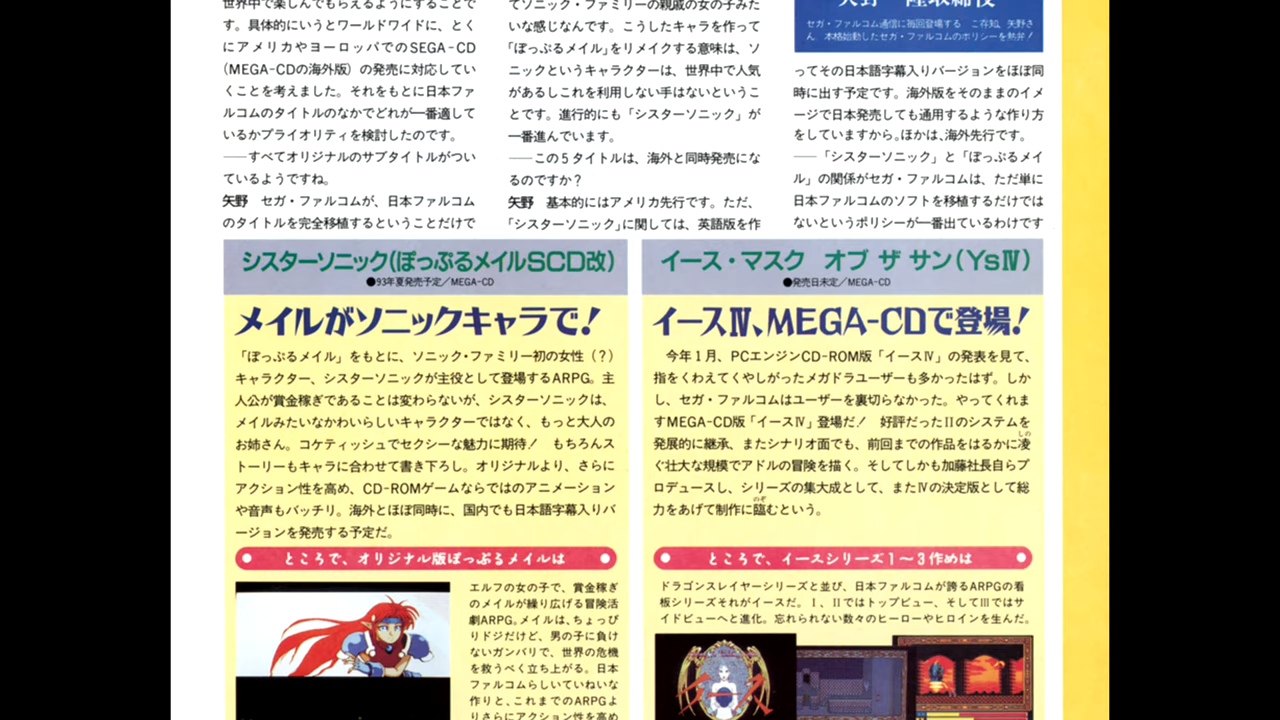 世界中で楽しんでもらえるようにすることで
す。具体的にいうとワールドワイドに、とく
にアメリカやヨーロッパでのSEGA-CD
(MEGA-CDの海外版)の発売に対応してい
くことを考えました。それをもとに日本ファ
ルコムのタイトルのなかでどれが一番適して
いるかプライオリティを検討したのです。
──すべてオリジナルのサブタイトルがつい
ているようですね。
矢野　セガ・ファルコムが、日本ファルコム
のタイトルを完全移植するということだけで
てソニック・ファミリーの親戚の女の子みた
いな感じなんです。こうしたキャラを作って
「ぽっぷるメイル」をリメイクする意味は、ソ
ニックというキャラクターは、世界中で人気
があるしこれを利用しない手はないというこ
とです。進行的にも「シスターソニック」が
一番進んでいます。
──この5タイトルは、海外と同時発売にな
るのですか？
矢野　基本的にはアメリカ先行です。ただ、
「シスターソニック」に関しては、英語版を作
セガ・ファルコム通信に毎回登場する ご存知、矢野さ
ん。本格始動したセガ・ファルコムのポリシーを熱弁！
ってその日本語字幕入りバージョンをほぼ同
時に出す予定です。海外版をそのままのイメ
ージで日本発売しても通用するような作り方
をしていますから。ほかは、海外先行です。
──「シスターソニック」と「ぽっぷるメイ
ル」の関係がセガ・ファルコムは、ただ単に
日本ファルコムのソフトを移植するだけでは
ないというポリシーが一番出ているわけです
シスターソニック(ぽっぷるメイルSCD改)
●93年夏発売予定／MEGA-CD
メイルがソニックキャラで！
「ぽっぷるメイル」をもとに、ソニック・ファミリー初の女性（？）
キャラクター、シスターソニックが主役として登場するARPG。主
人公が賞金稼ぎであることは変わらないが、シスターソニックは、
メイルみたいなかわいらしいキャラクターではなく、もっと大人の
お姉さん。コケティッシュでセクシーな魅力に期待！　もちろんス
トーリーもキャラに合わせて書き下ろし。オリジナルより、さらに
アクション性を高め、CD-ROMゲームならではのアニメーション
や音声もバッチリ。海外とほぼ同時に、国内でも日本語字幕入りバ
ージョンを発売する予定だ。
ところで、オリジナル版ぽっぷるメイルは
エルフの女の子で、賞金稼ぎ
のメイルが繰り広げる冒険活
劇ARPG。メイルは、ちょっぴ
りドジだけど、男の子に負け
ないガンバリで、世界の危機
を救うべく立ち上がる。日本
ファルコムらしいていねいな
作りと、これまでのARPGよ
りさらにアクション性を高め
イース・マスク　オブ ザ サン(YsⅣ)
●発売日未定／MEGA-CD
イースⅣ、MEGA-CDで登場！
今年1月、PCエンジンCD-ROM版「イースⅣ」の発表を見て、
指をくわえてくやしがったメガドラユーザーも多かったはず。しか
し、セガ・ファルコムはユーザーを裏切らなかった。やってくれま
すMEGA-CD版「イースⅣ」登場だ！　好評だったⅡのシステムを
発展的に継承、またシナリオ面でも、前回までの作品をはるかに凌
ぐ壮大な規模でアドルの冒険を描く。そしてしかも加藤社長自らプ
ロデュースし、シリーズの集大成として、またⅣの決定版として総
力をあげて制作に臨むという。
ところで、イースシリーズ1〜3作めは
ドラゴンスレイヤーシリーズと並び、日本ファルコムが誇るARPGの看
板シリーズそれがイースだ。Ⅰ、Ⅱではトップビュー、そしてⅢではサ
イドビューへと進化。忘れられない数々のヒーローやヒロインを生んだ。
イース